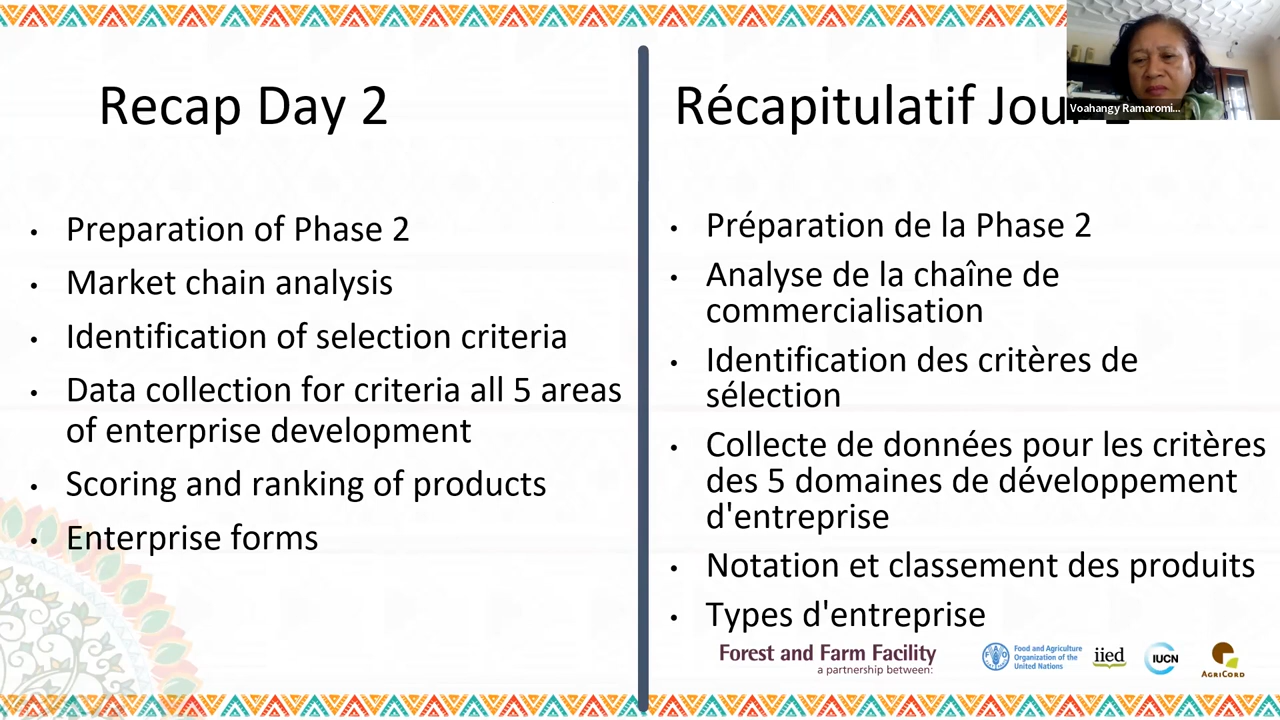 Recap Day 2
Preparation of Phase 2
Market chain analysis
Identification of selection criteria
Data collection for criteria all 5 areas
of enterprise development
Scoring and ranking of products
Enterprise forms
Récapitulatif
Préparation de la Phase 2
Analyse de la chaîne de
commercialisation
Identification des critères de
sélection
Collecte de données pour les critères
des 5 domaines de développement
d'entreprise
Notation et classement des produits
Types d'entreprise
Voahangy Ramaromi...
Forest and Farm Facility
a partnership between:
FAO
Food and Agriculture
Organization of the
United Nations
iied
IUCN
AGRICORD